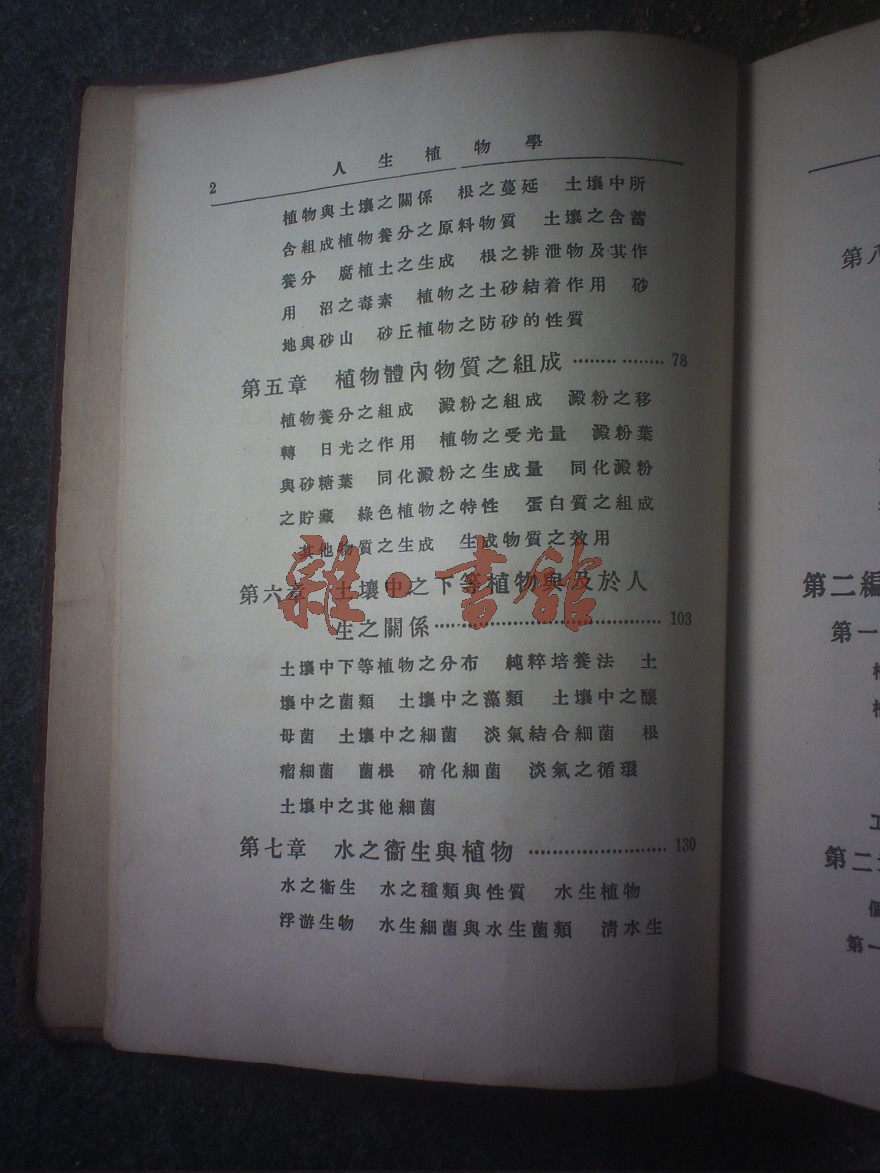 2 人生植物學
植物與土壤之關係 根之蔓延 土壤中所
含組成植物養分之原料物質 土壤之含蓄
養分 腐植土之生成 根之排泄物及其作
用 沼之毒素 植物之土砂結着作用 砂
地與砂山 砂丘植物之防砂的性質
第五章 植物體內物質之組成 …… …… 78
植物養分之組成 澱粉之組成 澱粉之移
轉 日光之作用 植物之受光量 澱粉葉
與砂糖葉 同化澱粉之生成量 同化澱粉
之貯藏 綠色植物之特性 蛋白質之組成
其他物質之生成 生成物質之效用
第六章 土壤中之下等植物與及於人
生之關係 …………………… 103
土壤中下等植物之分布 純粹培養法 土
壤中之菌類 土壤中之藻類 土壤中之釀
母菌 土壤中之細菌 淡氣結合細菌 根
瘤細菌 菌根 硝化細菌 淡氣之循環
土壤中之其他細菌
第七章 水之衞生與植物 …………… 130
水之衞生 水之種類與性質 水生植物
浮游生物 水生細菌與水生菌類 清水生
雜·書館
第八
第二編
第一
第二
第一